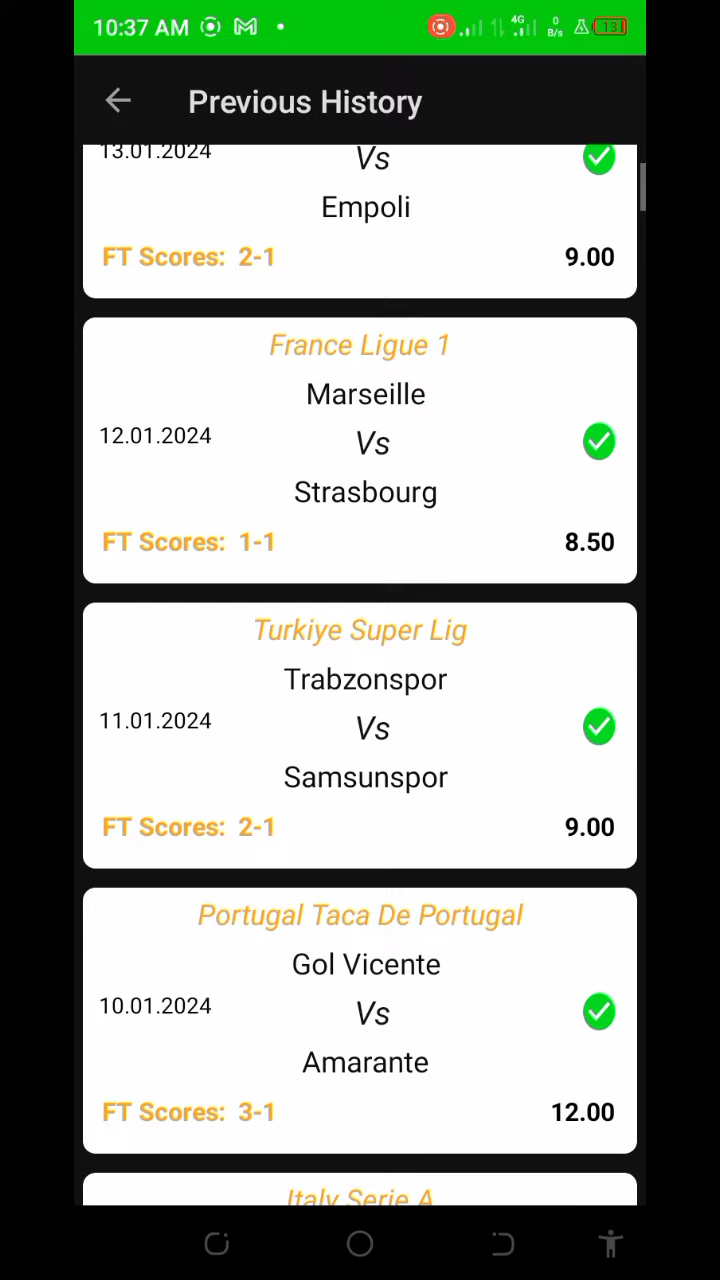 10:37 AM
4G
0
B/s
13
Previous History
13.01.2024
Vs
Empoli
FT Scores: 2-1
9.00
France Ligue 1
Marseille
12.01.2024
Vs
Strasbourg
FT Scores: 1-1
8.50
Turkiye Super Lig
Trabzonspor
11.01.2024
Vs
Samsunspor
FT Scores: 2-1
9.00
Portugal Taca De Portugal
Gol Vicente
10.01.2024
Vs
Amarante
FT Scores: 3-1
12.00
Italy Serie A